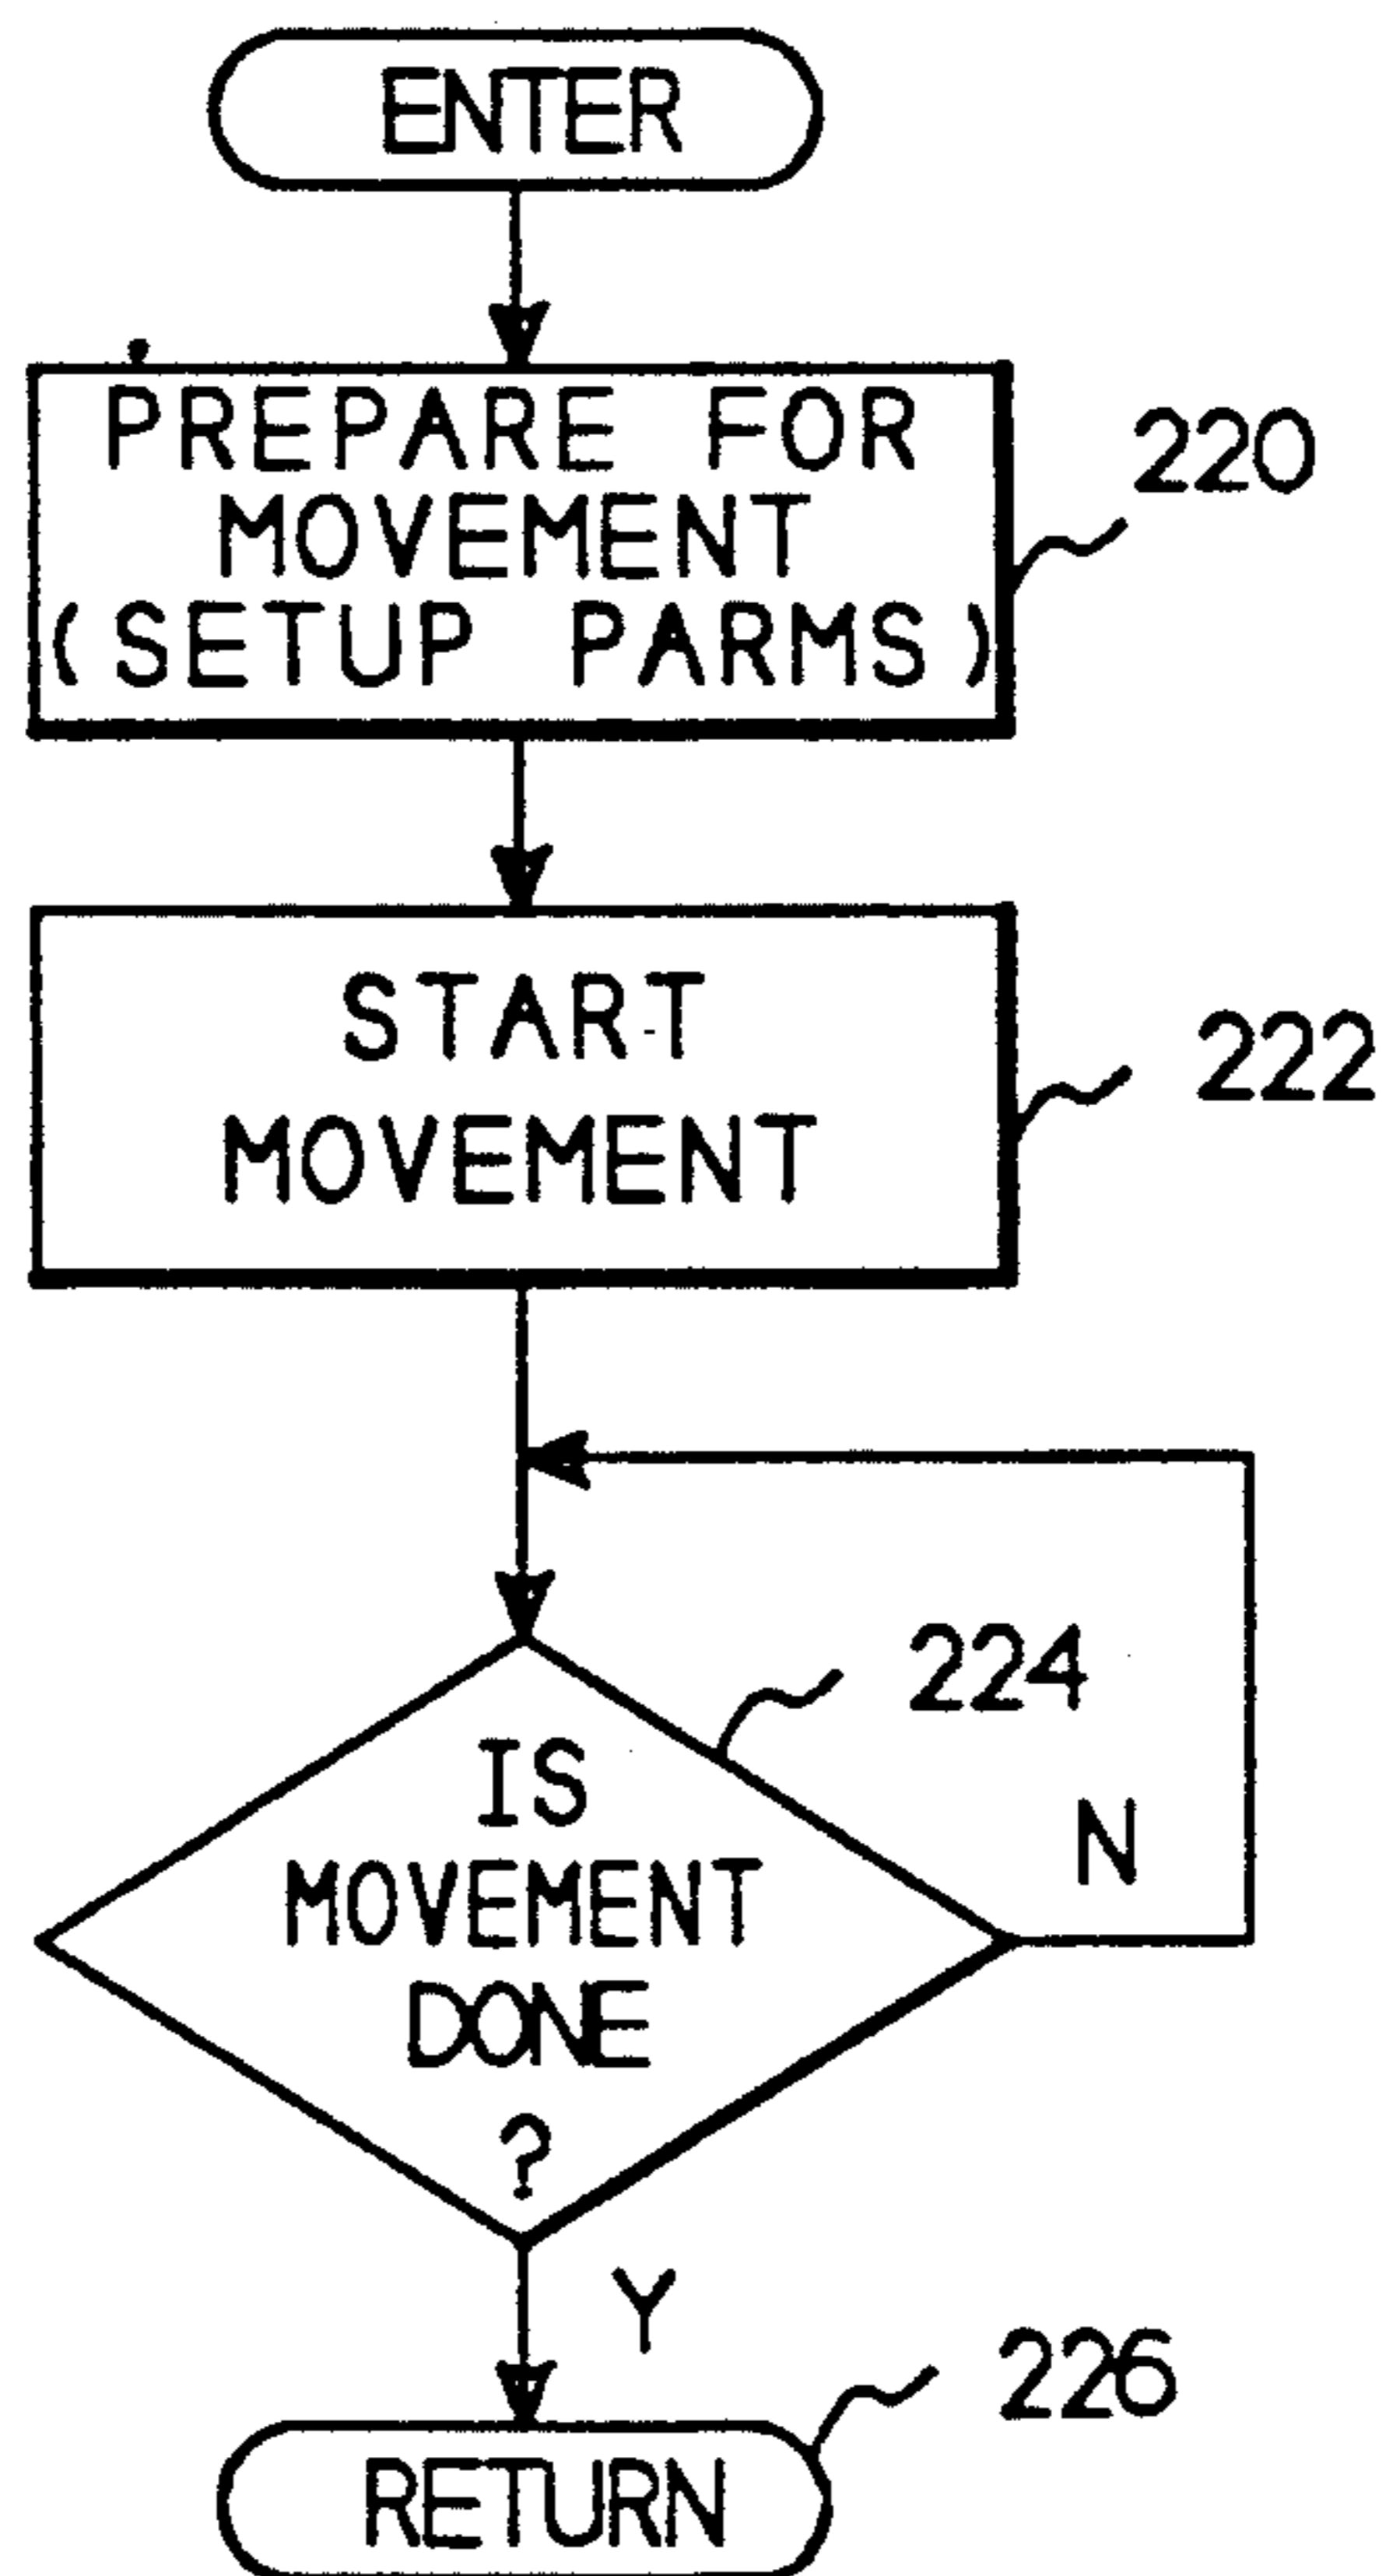 ENTER
PREPARE FOR
MOVEMENT
(SETUP PARMS)
220
START
MOVEMENT
222
224
IS
MOVEMENT
DONE
?
N
Y
226
RETURN